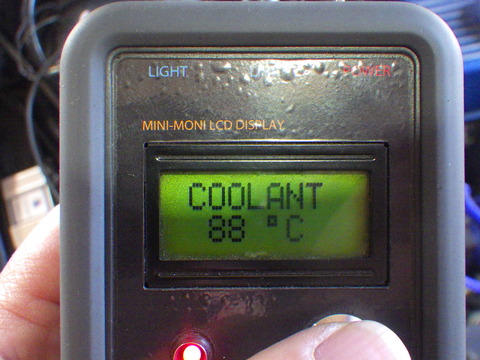 LIGHT POWER
MINI-MONI LCD DISPLAY
COOLANT
88 °C